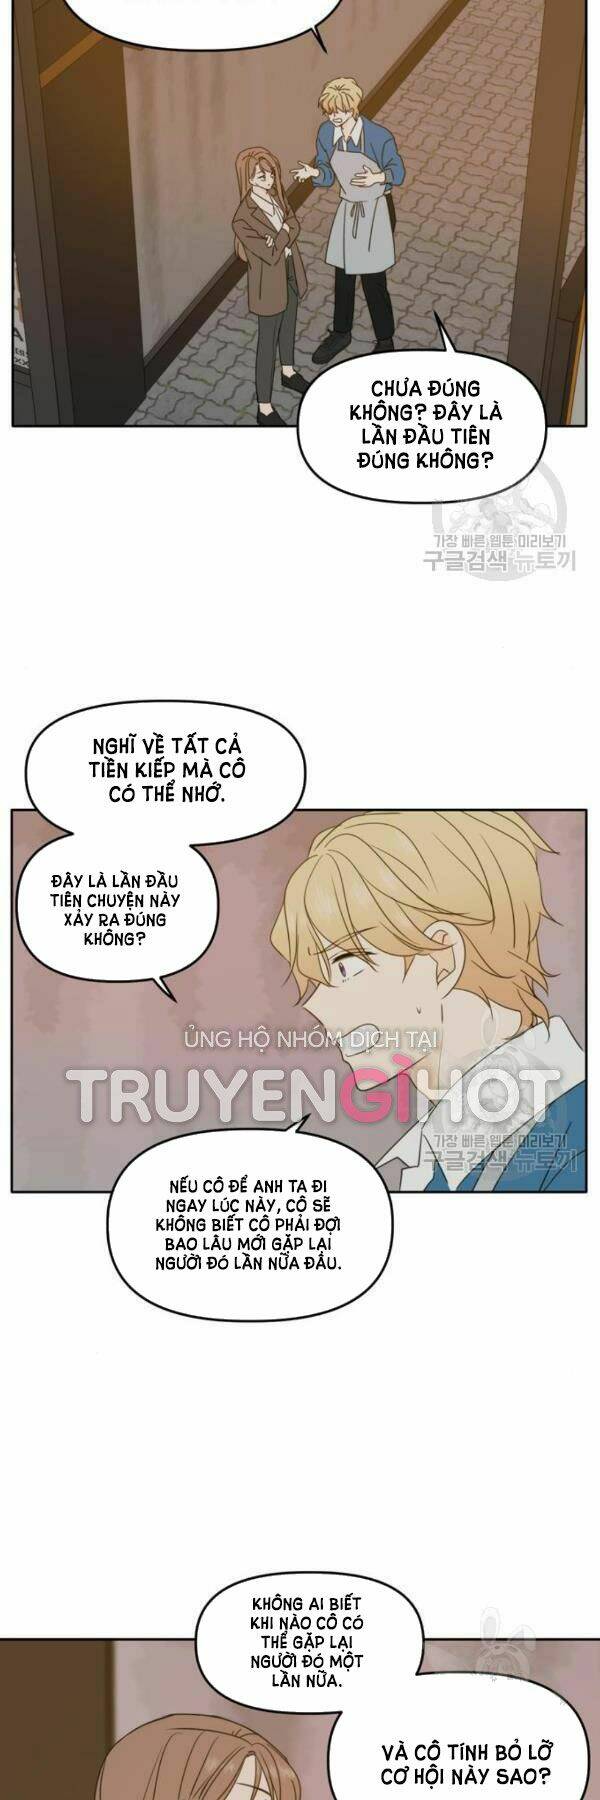 CHƯA ĐÚNG
KHÔNG? ĐÂY LÀ
LẦN ĐẦU TIÊN
ĐÚNG KHÔNG?
가장 빠른 웹툰 미리보기
구글검색 뉴토끼
NGHĨ VỀ TẤT CẢ
TIỀN KIẾP MÀ CÔ
CÓ THỂ NHỚ.
ĐÂY LÀ LẦN ĐẦU
TIÊN CHUYỆN NÀY
XẢY RA ĐÚNG
KHÔNG?
ỦNG HỘ NHÓM DỊCH TẠI
TRUYENGIHOT
가장 빠른 웹툰 미리보기
구글검색 뉴토끼
NẾU CÔ ĐỂ ANH TA ĐI
NGAY LÚC NÀY, CÔ SẼ
KHÔNG BIẾT CÔ PHẢI ĐỢI
BAO LÂU MỚI GẶP LẠI
NGƯỜI ĐÓ LẦN NỮA ĐÂU.
KHÔNG AI BIẾT
KHI NÀO CÔ CÓ
THỂ GẶP LẠI
NGƯỜI ĐÓ MỘT
LẦN NỮA.
VÀ CÔ TÍNH BỎ LỠ
CƠ HỘI NÀY SAO?